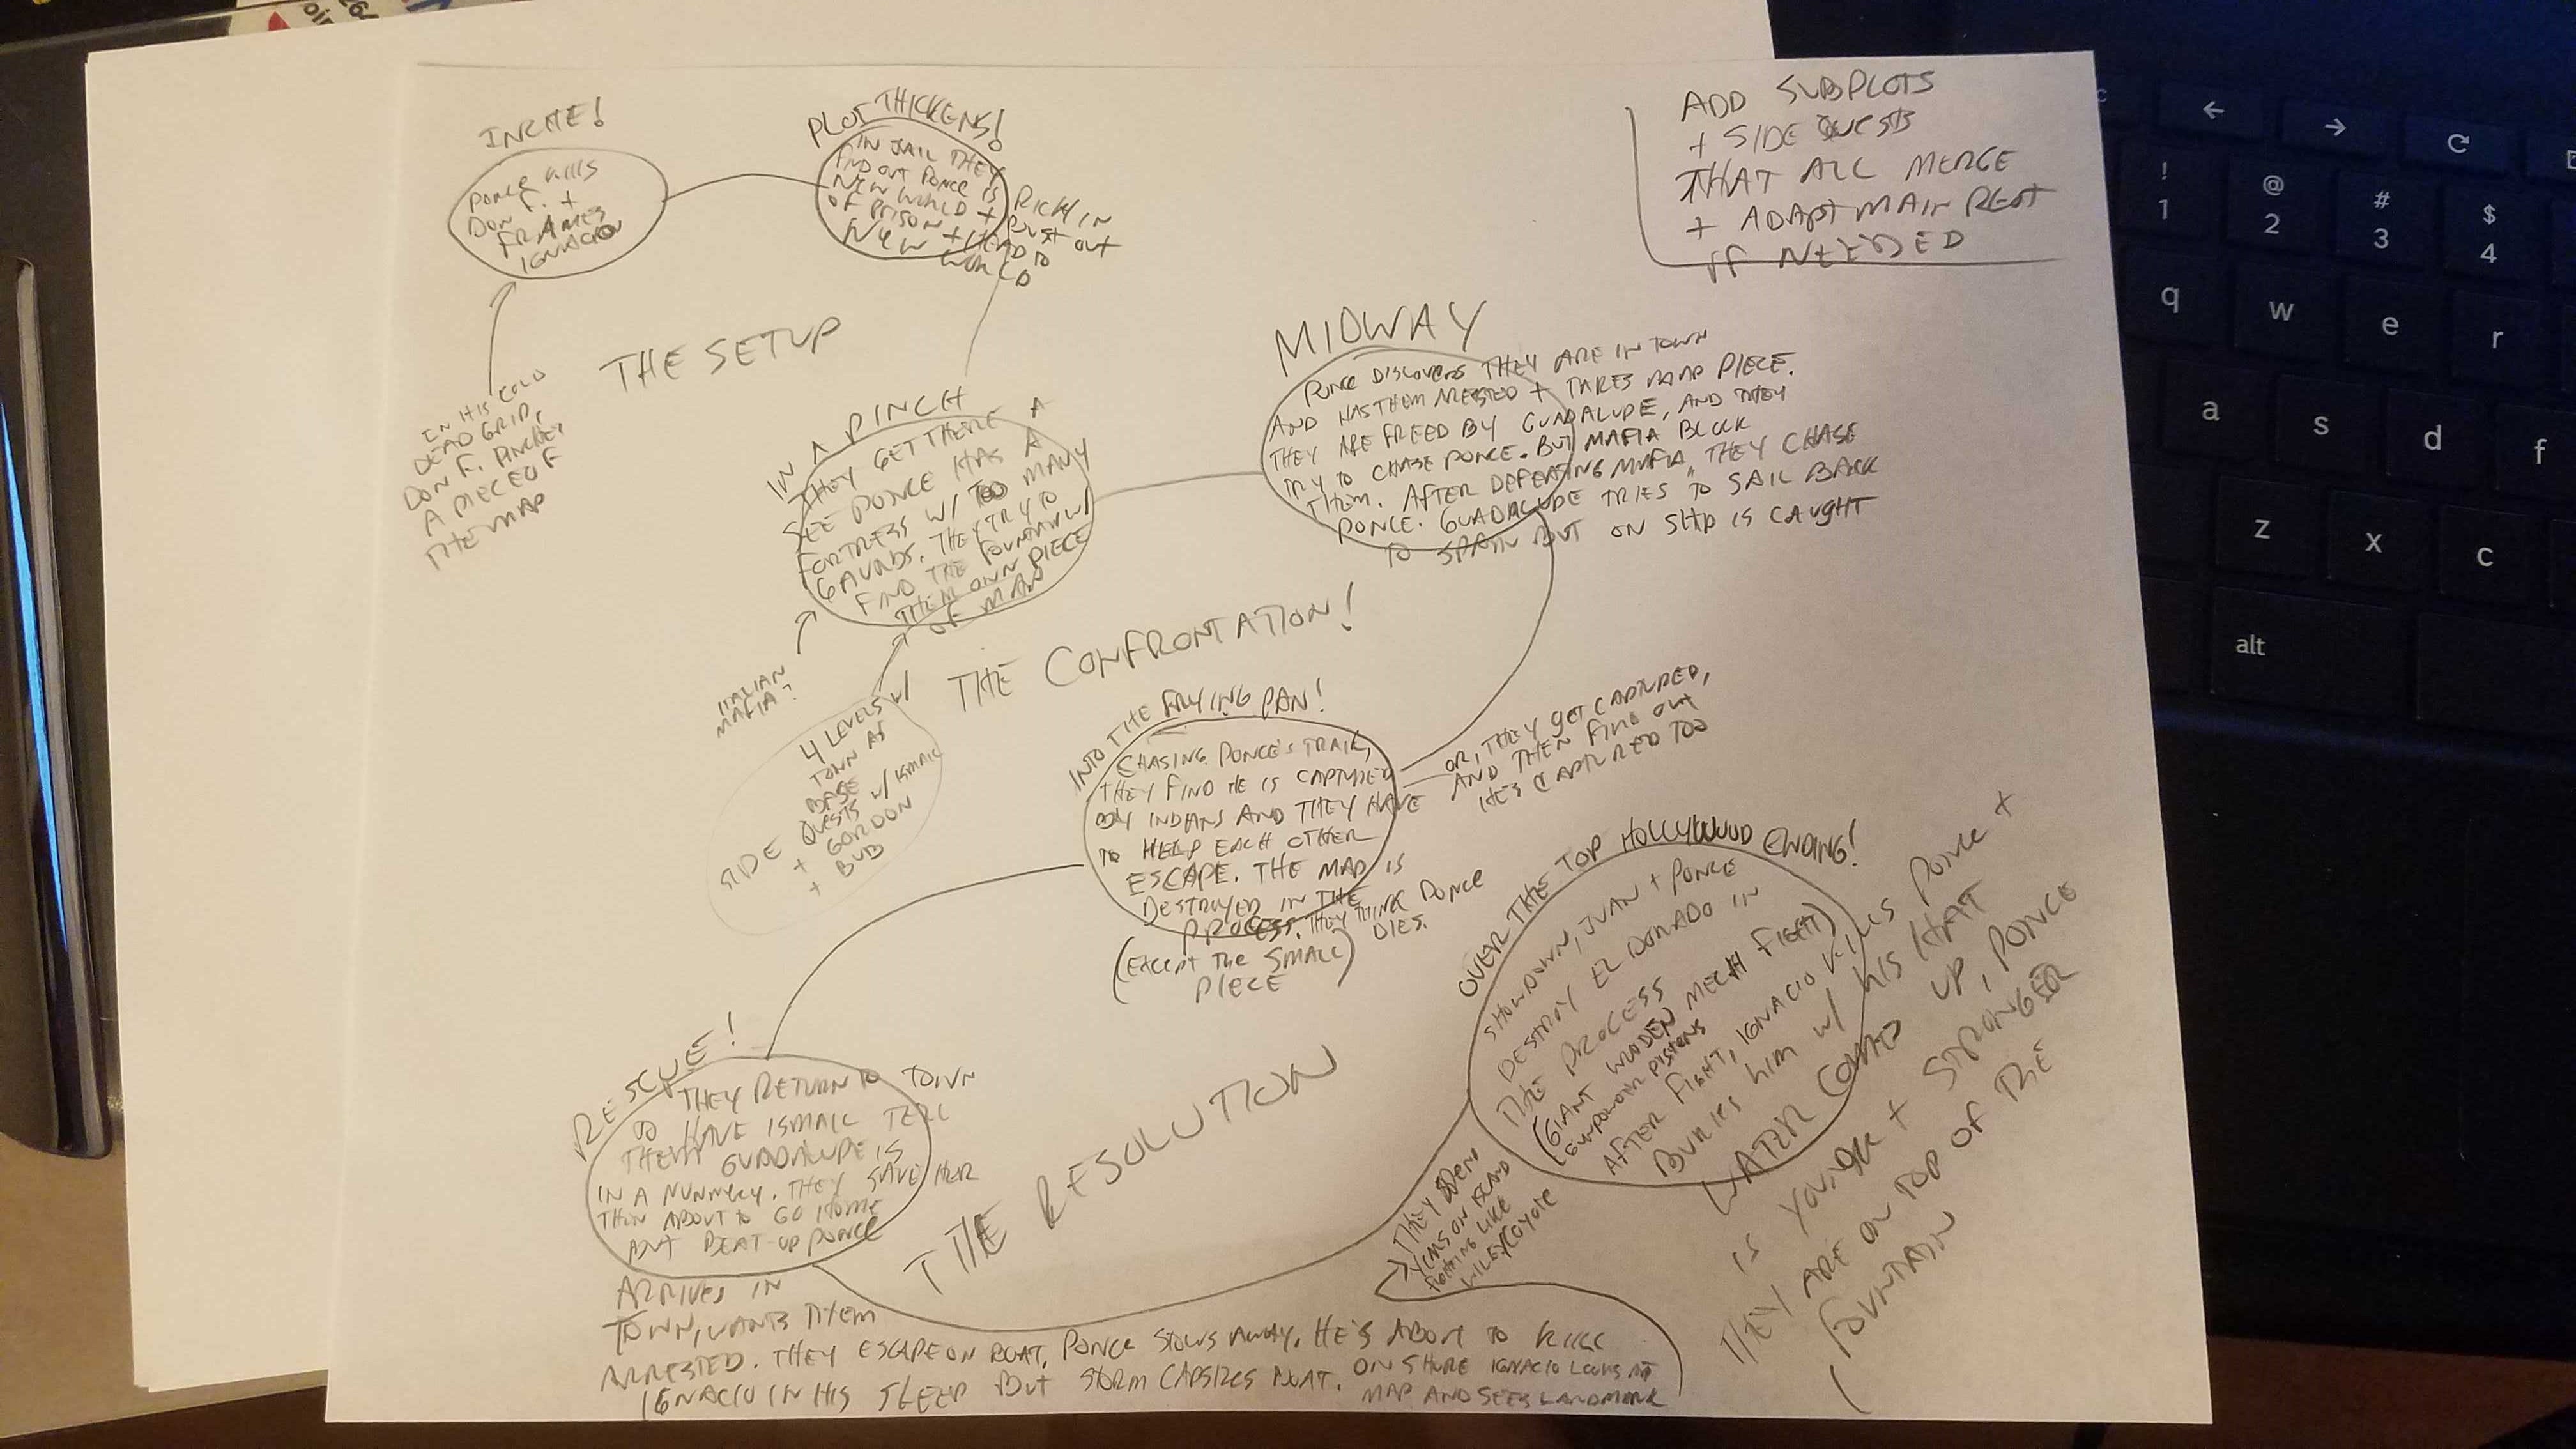 INCITE!
PONCE KILLS
DON F. +
FRAMES
IGNACIO
IN HIS COLD
DEAD GRIP,
DON F.
A PIECE OF
THE MAP
THE SETUP
PLOT THICKENS!
IN JAIL THEY
FIND OUT PONCE IS RICH IN
NEW WORLD + BUST OUT
OF PRISON + HEAD TO
NEW WORLD
ADD SUBPLOTS
+ SIDE QUESTS
THAT ALL MERGE
+ ADAPT MAIN PLOT
IF NEEDED
IN A PINCH
THEY GET THERE
SEE PONCE HAS A
FORTRESS W/ TOO MANY
GAURDS. THEY TRY TO
FIND THE FOUNTAIN W/
THEIR OWN PIECE
OF MAP
ITALIAN
MAFIA?
4 LEVELS W/
TOWN AS
BASE
SIDE QUESTS W/ ISMAIL
+ GORDON
+ BUB
MIDWAY
PONCE DISCOVERS THEY ARE IN TOWN
AND HAS THEM ARRESTED + TAKES MAP PIECE.
THEY ARE FREED BY GUADALUPE, AND THEY
TRY TO CHASE PONCE. BUT MAFIA BLOCK
THEM. AFTER DEFEATING MAFIA, THEY CHASE
PONCE. GUADALUPE TRIES TO SAIL BACK
TO SPAIN BUT ON SHIP IS CAUGHT
THE CONFRONTATION!
INTO THE FRYING PAN!
CHASING PONCE'S TRAIL,
THEY FIND HE IS CAPTURED
BY INDIANS AND THEY HAVE
TO HELP EACH OTHER
ESCAPE. THE MAP IS
DESTROYED IN THE
PROCESS. THEY THINK PONCE
DIES.
(EXCEPT THE SMALL
PIECE)
OR, THEY GET CAPTURED,
AND THEN FIND OUT
HE'S CAPTURED TOO
RESCUE!
THEY RETURN TO TOWN
TO HAVE ISMAIL TELL
THEM GUADALUPE IS
IN A NUNNERY. THEY SAVE HER
THEN ABOUT TO GO HOME
BUT BEAT-UP PONCE
ARRIVES IN
TOWN, WANTS THEM
ARRESTED. THEY ESCAPE ON BOAT. PONCE STOWS AWAY. HE'S ABOUT TO KILL
IGNACIO IN HIS SLEEP BUT STORM CAPSIZES BOAT. ON SHORE IGNACIO LOOKS AT
MAP AND SEES LANDMARK
THE RESOLUTION
THEY SPEND
YEARS ON ISLAND
FIGHTING LIKE
WILEY COYOTE
OVER THE TOP HOLLYWOOD ENDING!
SHOWDOWN, JUAN + PONCE
DESTROY EL DORADO IN
THE PROCESS
(GIANT WOODEN MECH FIGHT)
GUNPOWDER PISTONS
AFTER FIGHT, IGNACIO KILLS PONCE +
BURIES HIM W/ HIS HAT
WATER COMES UP, PONCE
IS YOUNGER + STRONGER
THEY ARE ON TOP OF THE
FOUNTAIN